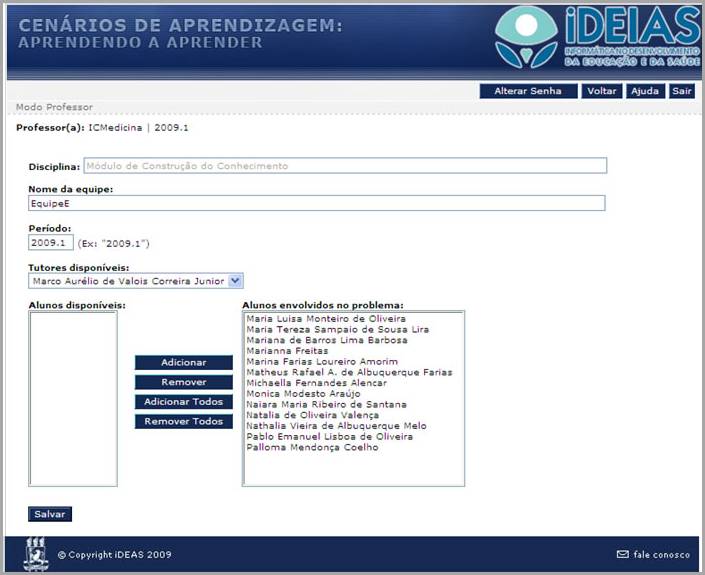 CENÁRIOS DE APRENDIZAGEM:
APRENDENDO A APRENDER
iDEIAS
INFORMÁTICA NO DESENVOLVIMENTO
DA EDUCAÇÃO E DA SAÚDE
Alterar Senha Voltar Ajuda Sair
Modo Professor
Professor(a): ICMedicina | 2009.1
Disciplina: Módulo de Construção do Conhecimento
Nome da equipe:
EquipeE
Período:
2009.1 (Ex: "2009.1")
Tutores disponíveis:
Marco Aurélio de Valois Correira Junior
Alunos disponíveis:
Adicionar
Remover
Adicionar Todos
Remover Todos
Alunos envolvidos no problema:
Maria Luisa Monteiro de Oliveira
Maria Tereza Sampaio de Sousa Lira
Mariana de Barros Lima Barbosa
Marianna Freitas
Marina Farias Loureiro Amorim
Matheus Rafael A. de Albuquerque Farias
Michaella Fernandes Alencar
Monica Modesto Araújo
Naiara Maria Ribeiro de Santana
Natalia de Oliveira Valença
Nathalia Vieira de Albuquerque Melo
Pablo Emanuel Lisboa de Oliveira
Palloma Mendonça Coelho
Salvar
© Copyright iDEAS 2009
fale conosco